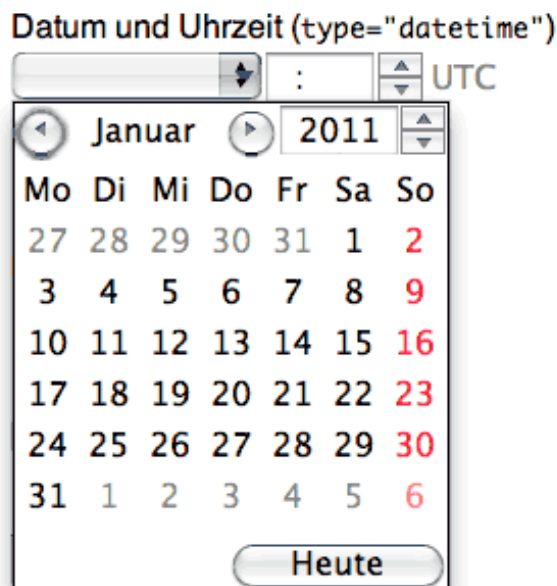 Datum und Uhrzeit (type="datetime")
: UTC
Januar 2011
Mo Di Mi Do Fr Sa So
27 28 29 30 31 1 2
3 4 5 6 7 8 9
10 11 12 13 14 15 16
17 18 19 20 21 22 23
24 25 26 27 28 29 30
31 1 2 3 4 5 6
Heute